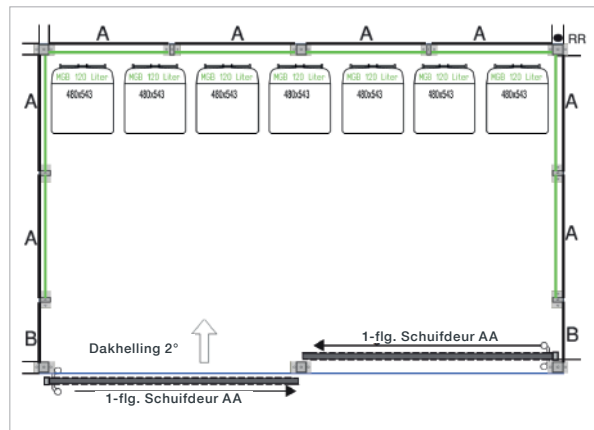 A A A A RR
MGB 120 Liter MGB 120 Liter MGB 120 Liter MGB 120 Liter MGB 120 Liter MGB 120 Liter MGB 120 Liter
480x543 480x543 480x543 480x543 480x543 480x543 480x543
A A
A A
B B
1-flg. Schuifdeur AA
Dakhelling 2°
1-flg. Schuifdeur AA